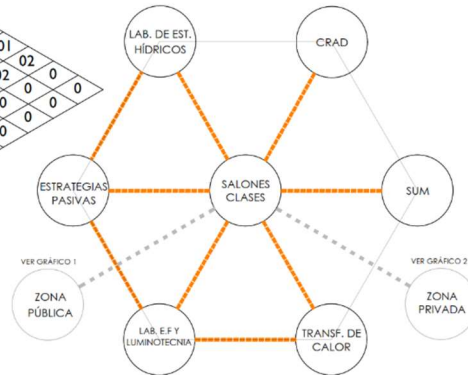 01
02
02
0
0
0
0
0
0
0
LAB. DE EST.
HÍDRICOS
CRAD
ESTRATEGIAS
PASIVAS
SALONES
CLASES
SUM
VER GRÁFICO 1
VER GRÁFICO 2
ZONA
PÚBLICA
ZONA
PRIVADA
LAB. E.F Y
LUMINOTECNIA
TRANSF. DE
CALOR